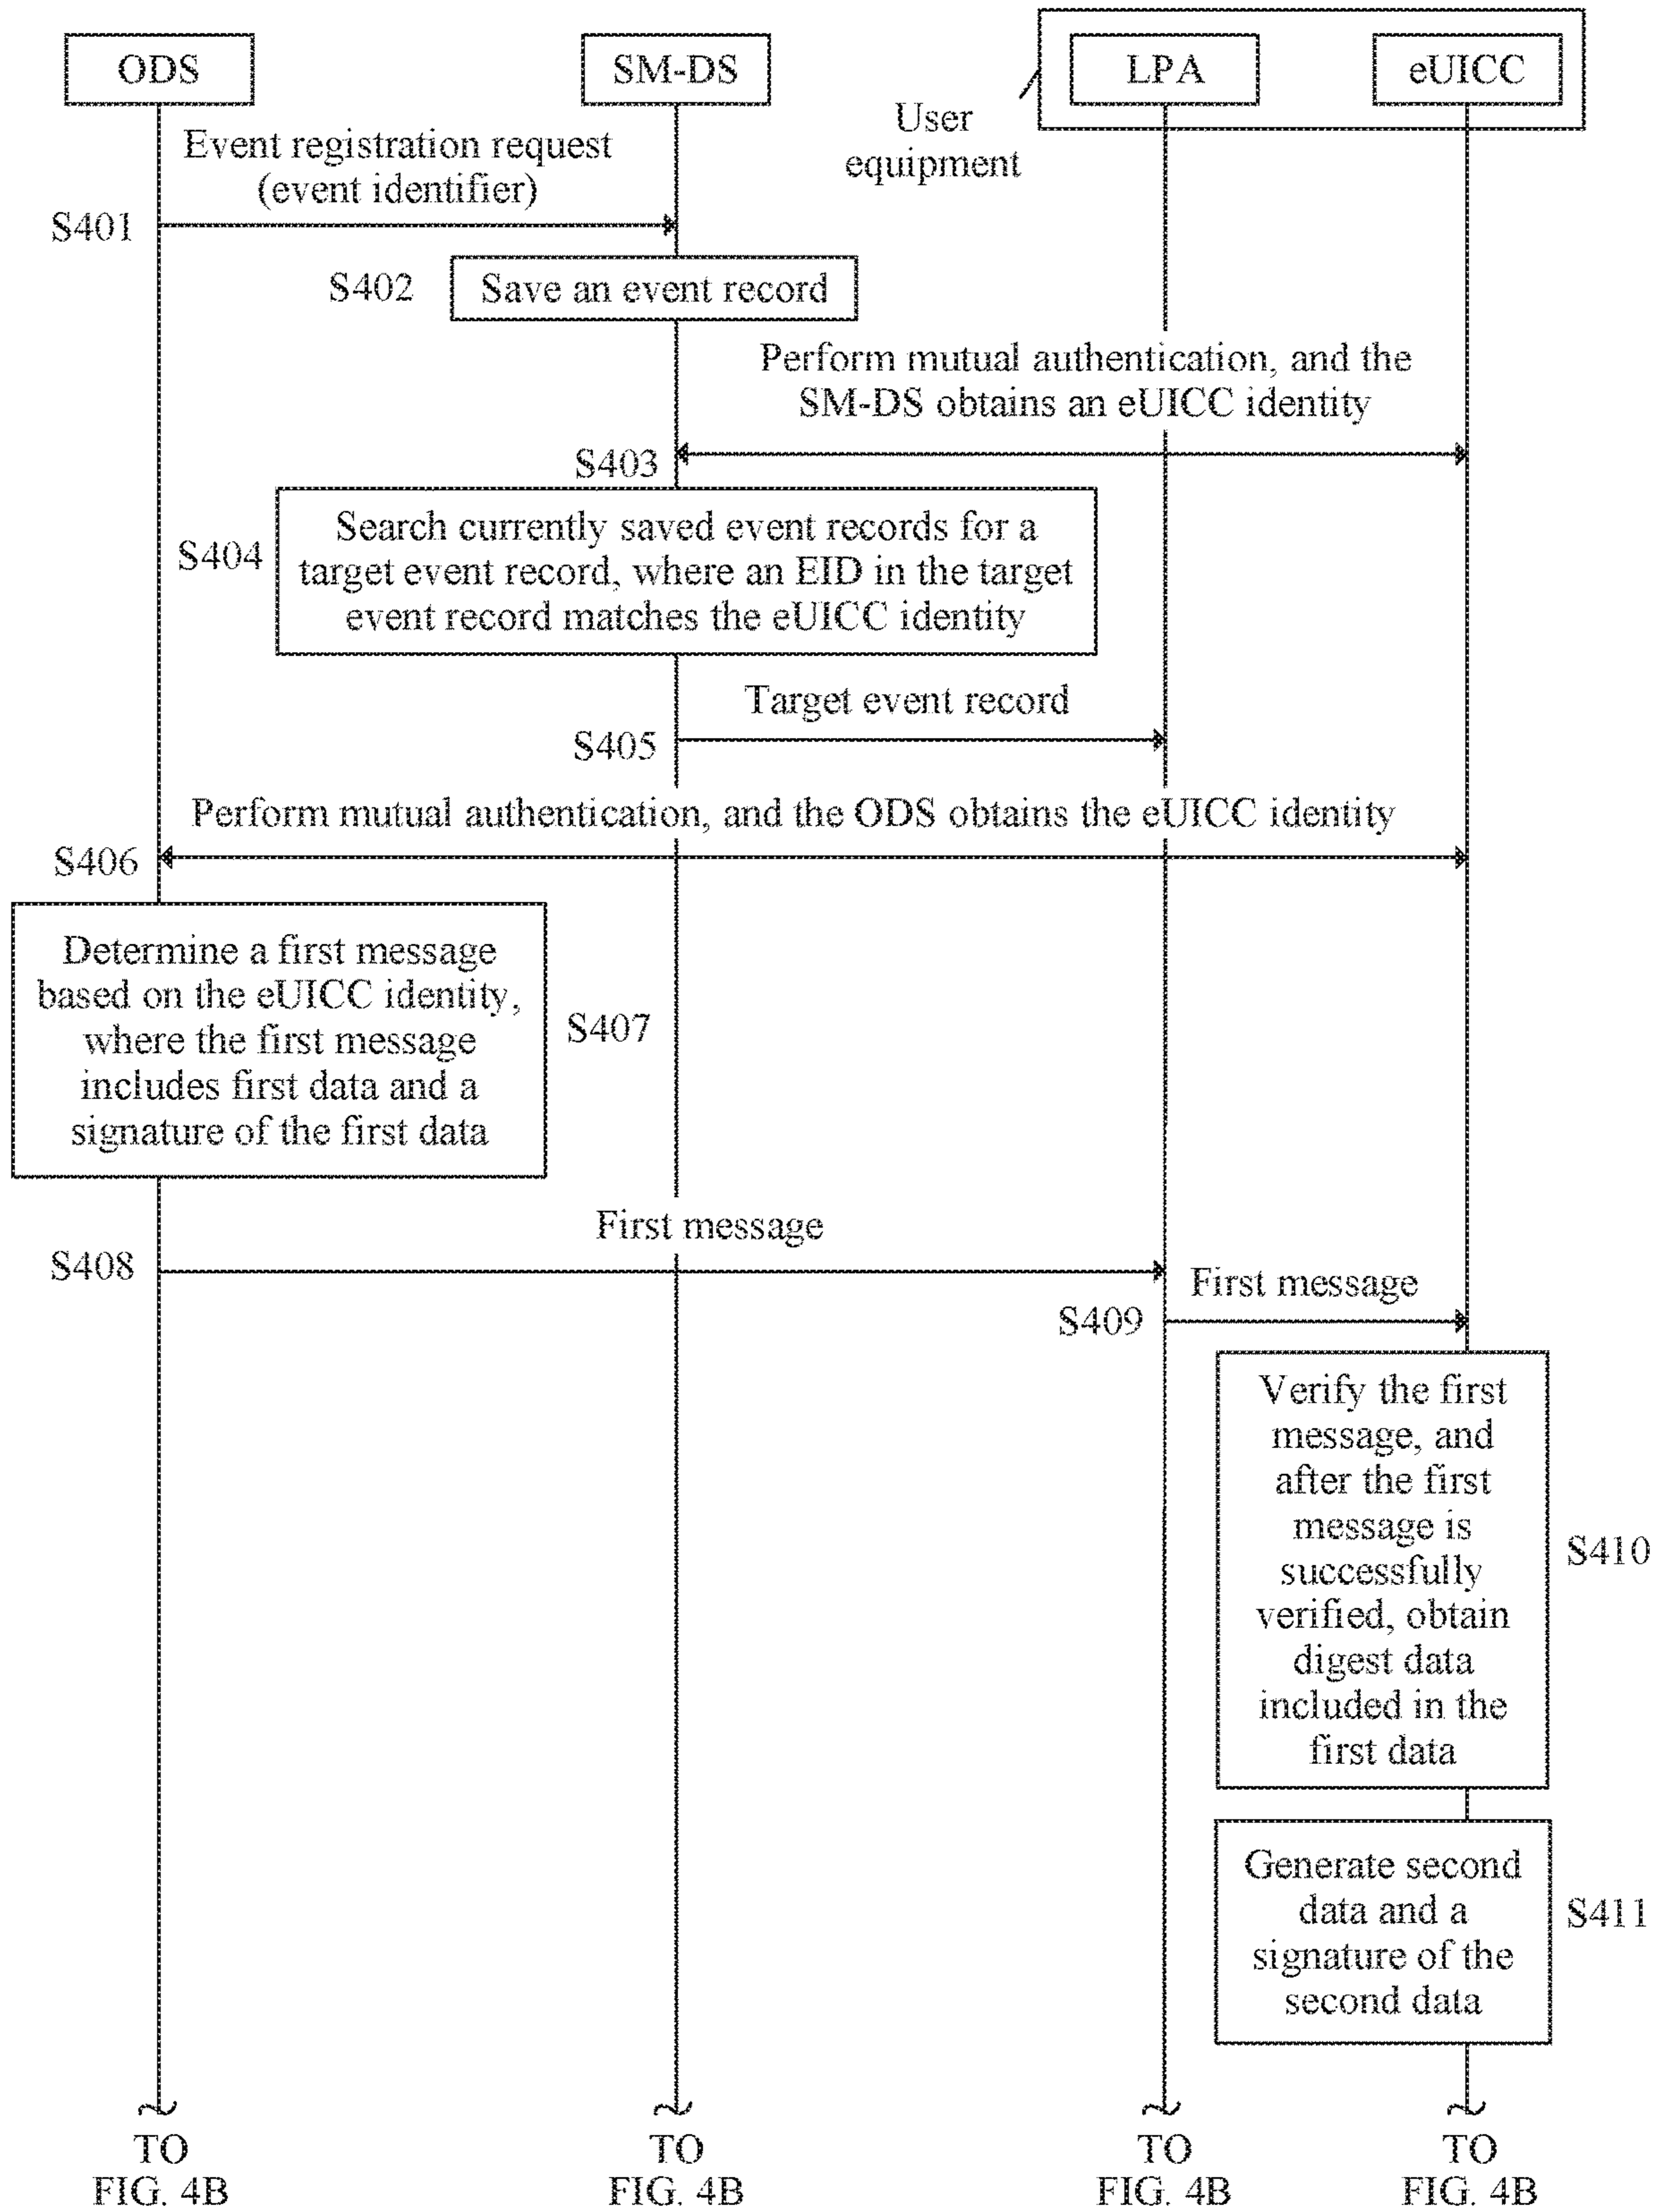 ODS
SM-DS
LPA
eUICC
User
equipment
Event registration request
(event identifier)
S401
S402
Save an event record
Perform mutual authentication, and the
SM-DS obtains an eUICC identity
S403
Search currently saved event records for a
target event record, where an EID in the target
event record matches the eUICC identity
S404
Target event record
S405
Perform mutual authentication, and the ODS obtains the eUICC identity
S406
Determine a first message
based on the eUICC identity,
where the first message
includes first data and a
signature of the first data
S407
First message
S408
First message
S409
Verify the first
message, and
after the first
message is
successfully
verified, obtain
digest data
included in the
first data
S410
Generate second
data and a
signature of the
second data
S411
TO
FIG. 4B
TO
FIG. 4B
TO
FIG. 4B
TO
FIG. 4B